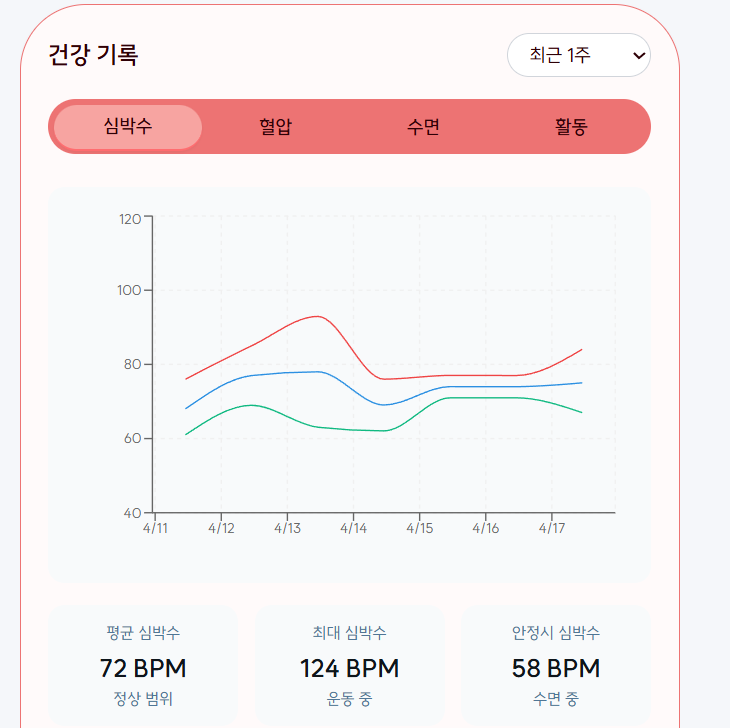 건강 기록
최근 1주
심박수 혈압 수면 활동
120
100
80
60
40
4/11 4/12 4/13 4/14 4/15 4/16 4/17
평균 심박수 최대 심박수 안정시 심박수
72 BPM 124 BPM 58 BPM
정상 범위 운동 중 수면 중